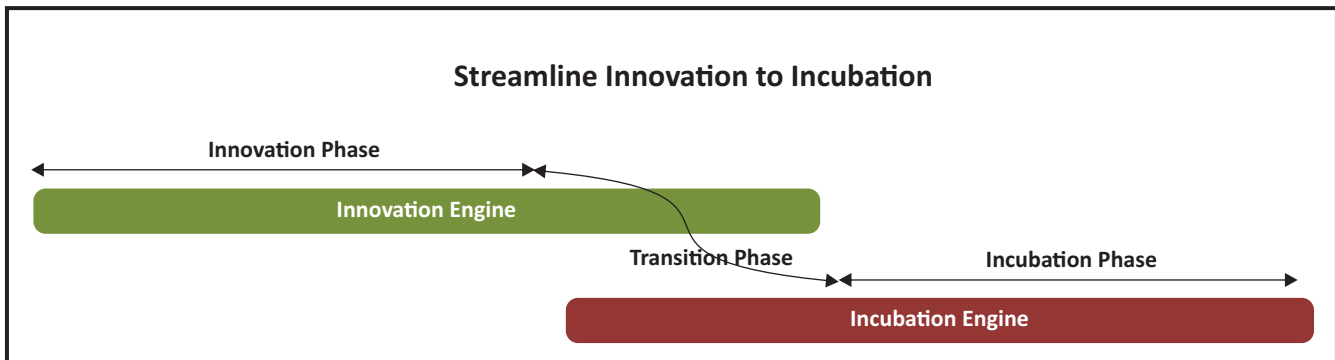 Streamline Innovation to Incubation
Innovation Phase
Innovation Engine
Transition Phase
Incubation Phase
Incubation Engine